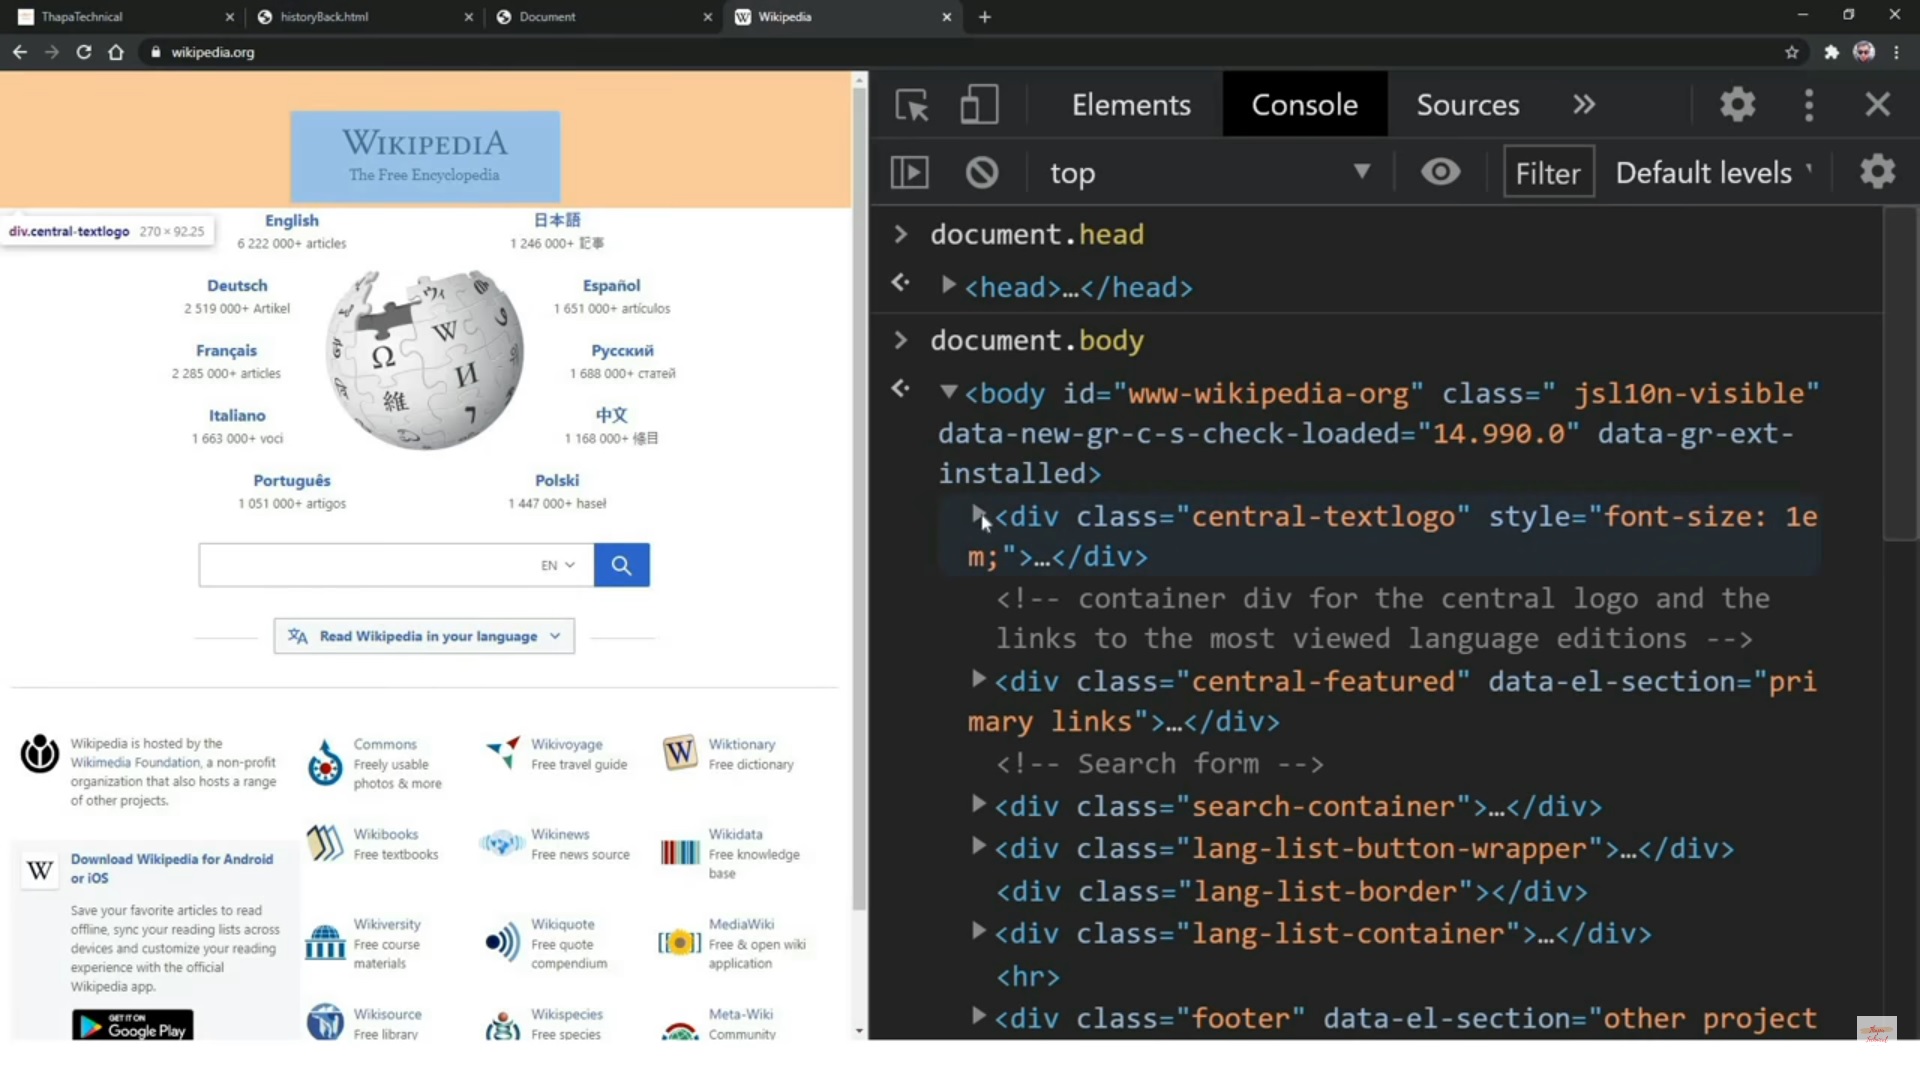 ThapaTechnical
historyBack.html
Document
Wikipedia
wikipedia.org
WIKIPEDIA
The Free Encyclopedia
div.central-textlogo 270 × 92.25
English
6 222 000+ articles
日本語
1 246 000+ 記事
Deutsch
2 519 000+ Artikel
Español
1 651 000+ artículos
Français
2 285 000+ articles
Русский
1 688 000+ статей
Italiano
1 663 000+ voci
中文
1 168 000+ 條目
Português
1 051 000+ artigos
Polski
1 447 000+ haseł
Ω W И 維
EN
Read Wikipedia in your language
Wikipedia is hosted by the
Wikimedia Foundation, a non-profit
organization that also hosts a range
of other projects.
W
Download Wikipedia for Android
or iOS
Save your favorite articles to read
offline, sync your reading lists across
devices and customize your reading
experience with the official
Wikipedia app.
GET IT ON
Google Play
Commons
Freely usable
photos & more
Wikivoyage
Free travel guide
W
Wiktionary
Free dictionary
Wikibooks
Free textbooks
Wikinews
Free news source
Wikidata
Free knowledge
base
Wikiversity
Free course
materials
Wikiquote
Free quote
compendium
MediaWiki
Free & open wiki
application
Wikisource
Free library
Wikispecies
Free species
Meta-Wiki
Community
Elements Console Sources
top Filter Default levels
document.head
<head>…</head>
document.body
<body id="www-wikipedia-org" class=" jsl10n-visible"
data-new-gr-c-s-check-loaded="14.990.0" data-gr-ext-
installed>
<div class="central-textlogo" style="font-size: 1e
m;">…</div>
<!-- container div for the central logo and the
links to the most viewed language editions -->
<div class="central-featured" data-el-section="pri
mary links">…</div>
<!-- Search form -->
<div class="search-container">…</div>
<div class="lang-list-button-wrapper">…</div>
<div class="lang-list-border"></div>
<div class="lang-list-container">…</div>
<hr>
<div class="footer" data-el-section="other project